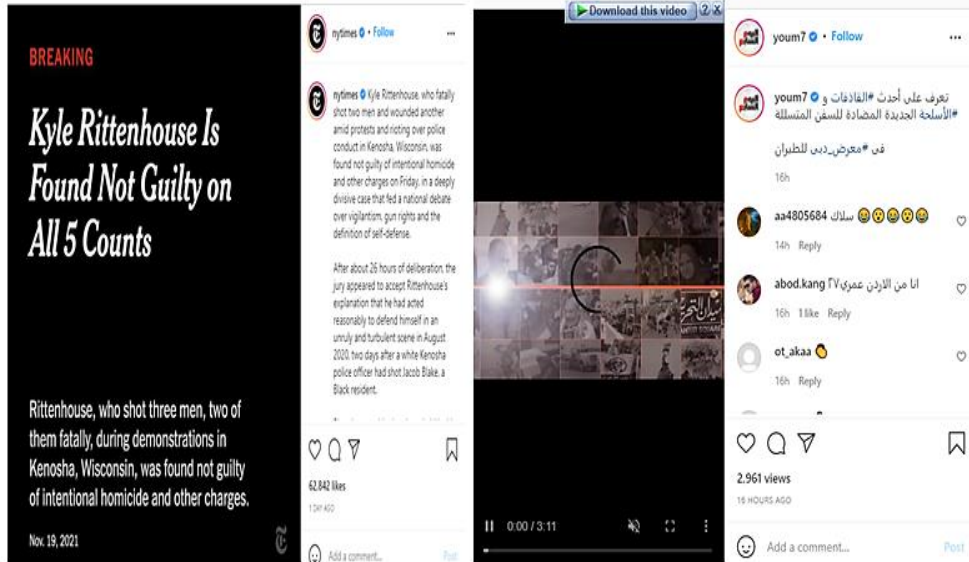 BREAKING
Kyle Rittenhouse Is
Found Not Guilty on
All 5 Counts
Rittenhouse, who shot three men, two of
them fatally, during demonstrations in
Kenosha, Wisconsin, was found not guilty
of intentional homicide and other charges.
Nov. 19, 2021
nytimes • Follow
nytimes Kyle Rittenhouse, who fatally
shot two men and wounded another
amid protests and rioting over police
conduct in Kenosha, Wisconsin, was
found not guilty of intentional homicide
and other charges on Friday, in a deeply
divisive case that fed a national debate
over vigilantism, gun rights and the
definition of self-defense.
After about 26 hours of deliberation, the
jury appeared to accept Rittenhouse's
explanation that he had acted
reasonably to defend himself in an
unruly and turbulent scene in August
2020, two days after a white Kenosha
police officer had shot Jacob Blake, a
Black resident.
62,842 likes
1 DAY AGO
Add a comment...
Post
Download this video ? X
ميدان التحرير
0:00 / 3:11
youm7 • Follow
youm7 تعرف على أحدث #القاذفات و
#الأسلحة الجديدة المضادة للسفن المتسللة
فى #معرض_دبى للطيران
16h
aa4805684 سلاك 😭😮😭😮😭
14h Reply
abod.kang انا من الاردن عمري٢٧
16h 1 like Reply
ot_akaa 👏
16h Reply
2,961 views
16 HOURS AGO
Add a comment...
Post